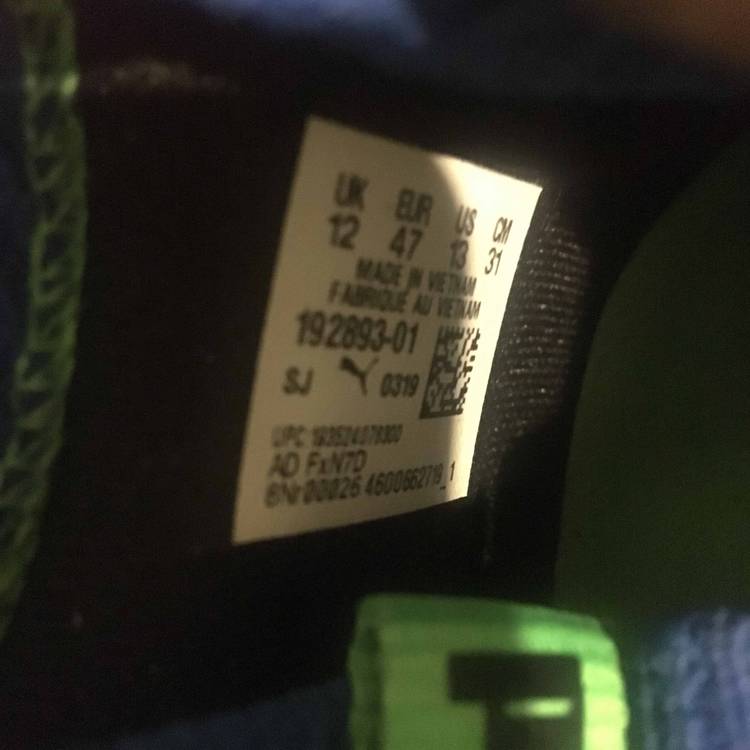 UK EUR US CM
12 47 13 31
MADE IN VIETNAM
FABRIQUE AU VIETNAM
192893-01
SJ 0319
UPC
AD FxN7D